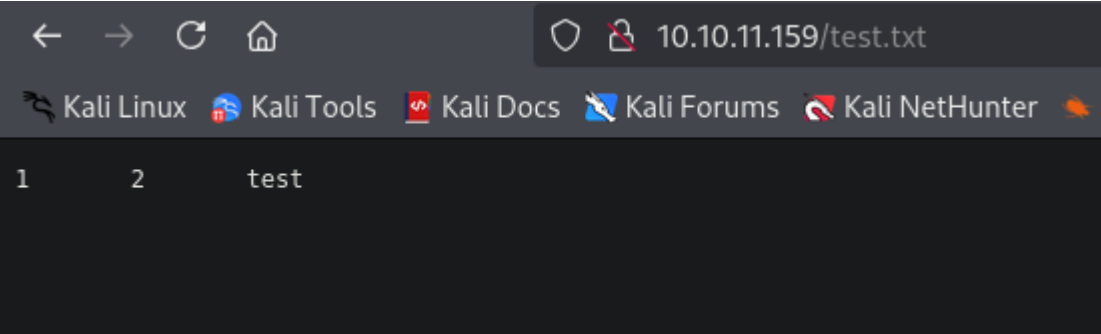 10.10.11.159/test.txt
Kali Linux Kali Tools Kali Docs Kali Forums Kali NetHunter
1 2 test